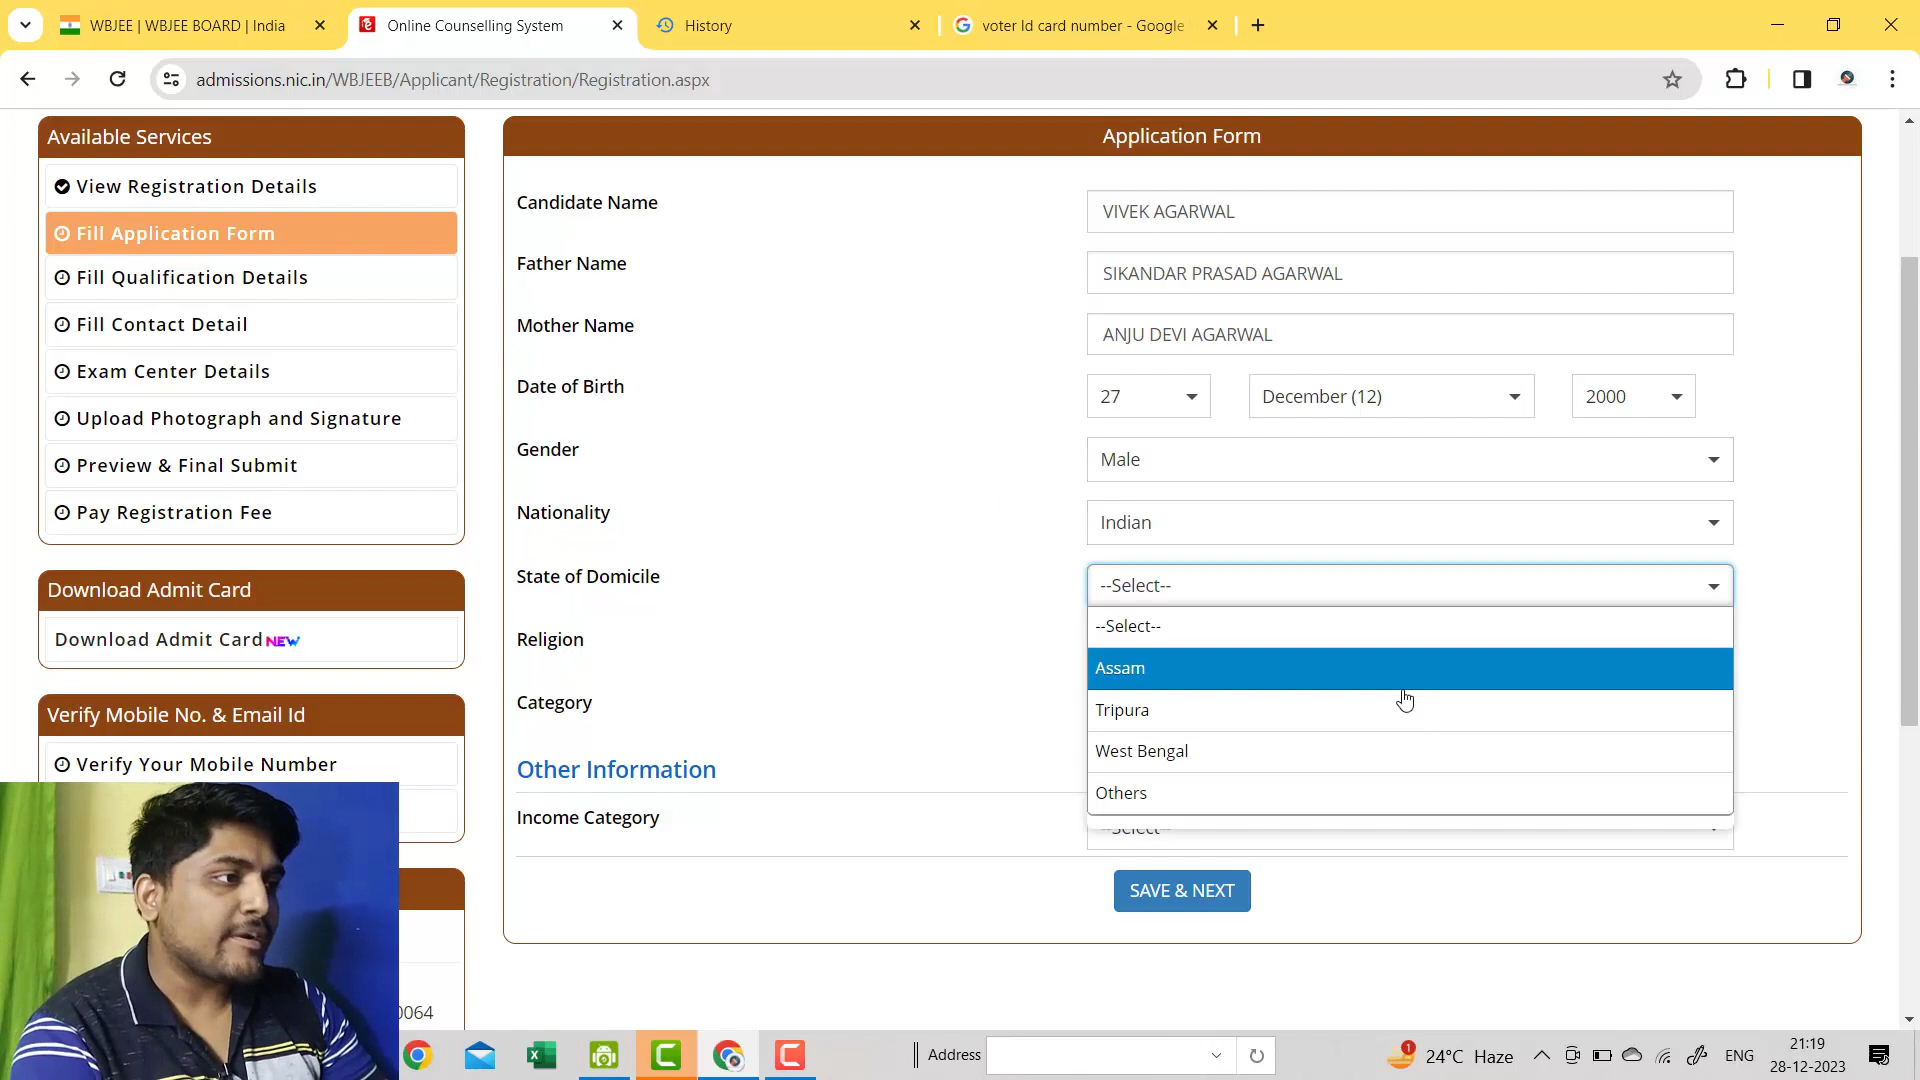 WBJEE | WBJEE BOARD | India
Online Counselling System
History
voter Id card number - Google
admissions.nic.in/WBJEEB/Applicant/Registration/Registration.aspx
Available Services
View Registration Details
Fill Application Form
Fill Qualification Details
Fill Contact Detail
Exam Center Details
Upload Photograph and Signature
Preview & Final Submit
Pay Registration Fee
Download Admit Card
Download Admit Card NEW
Verify Mobile No. & Email Id
Verify Your Mobile Number
0064
Application Form
Candidate Name
VIVEK AGARWAL
Father Name
SIKANDAR PRASAD AGARWAL
Mother Name
ANJU DEVI AGARWAL
Date of Birth
27 December (12) 2000
Gender
Male
Nationality
Indian
State of Domicile
--Select--
--Select--
Assam
Tripura
West Bengal
Others
Religion
Category
Other Information
Income Category
--Select--
SAVE & NEXT
Address
1
24°C Haze
ENG
21:19
28-12-2023